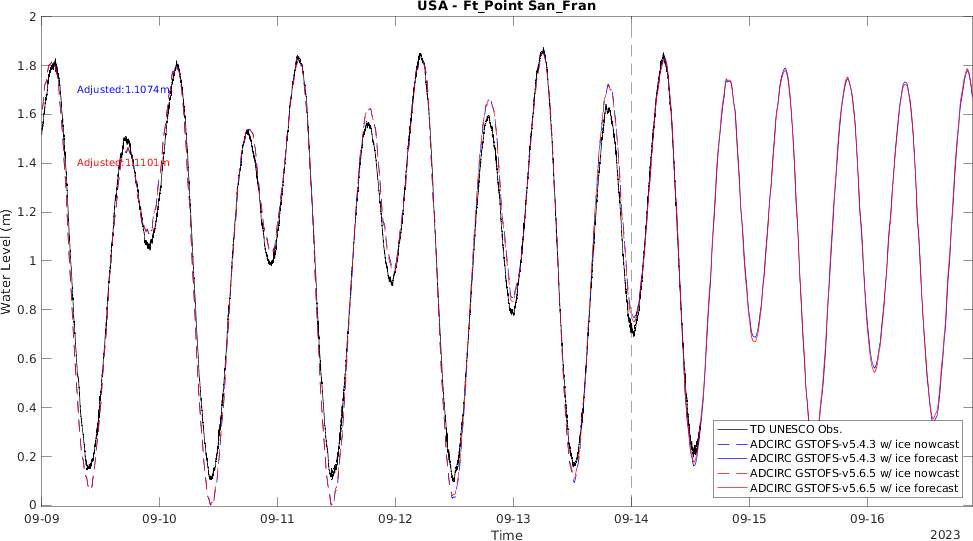 USA - Ft_Point San_Fran
2
1.8
1.6
1.4
1.2
1
0.8
0.6
0.4
0.2
0
Water Level (m)
Adjusted:1.1074m
Adjusted:1.1101m
TD UNESCO Obs.
ADCIRC GSTOFS-v5.4.3 w/ ice nowcast
ADCIRC GSTOFS-v5.4.3 w/ ice forecast
ADCIRC GSTOFS-v5.6.5 w/ ice nowcast
ADCIRC GSTOFS-v5.6.5 w/ ice forecast
09-09 09-10 09-11 09-12 09-13 09-14 09-15 09-16
Time
2023